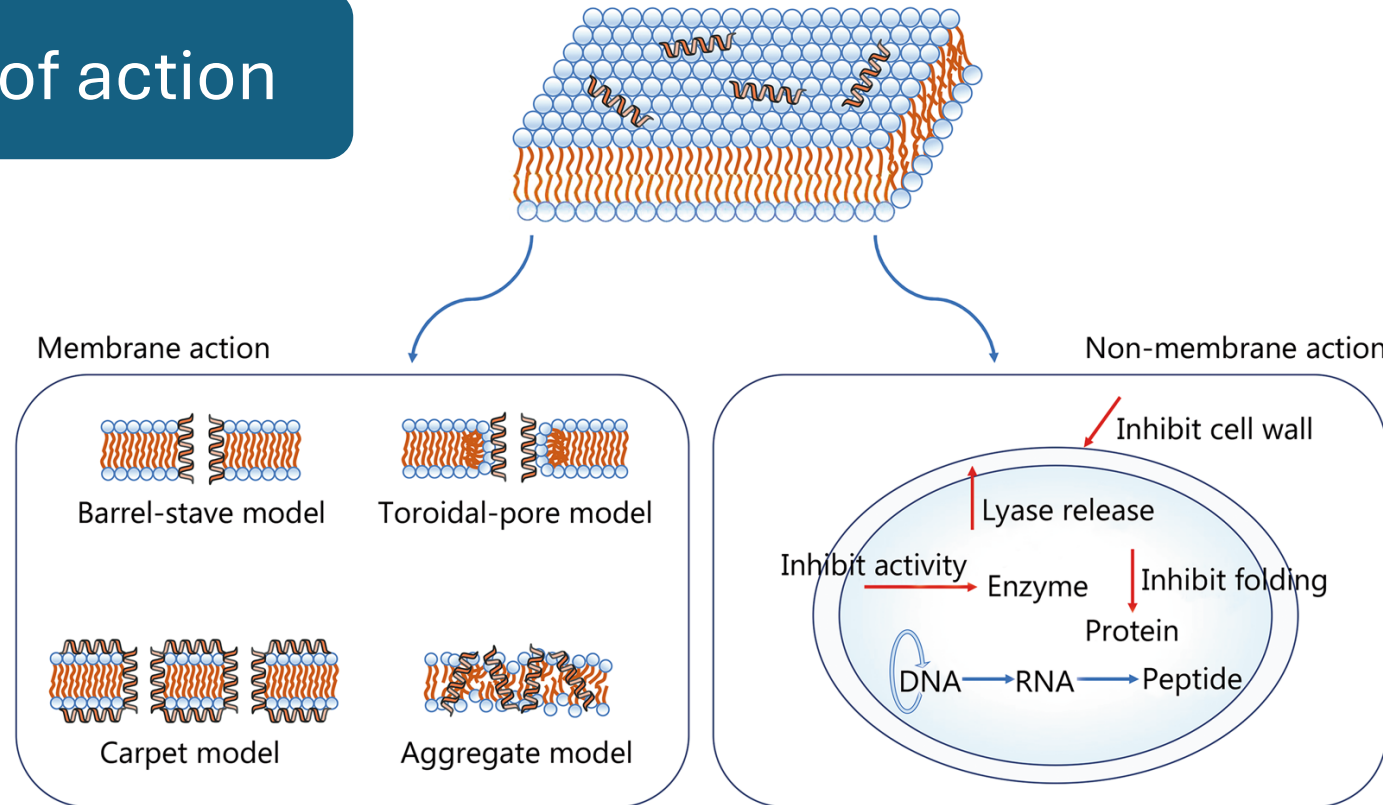 of action
Membrane action
Non-membrane action
Barrel-stave model
Toroidal-pore model
Carpet model
Aggregate model
Inhibit cell wall
Lyase release
Inhibit activity
Enzyme
Inhibit folding
Protein
DNA
RNA
Peptide